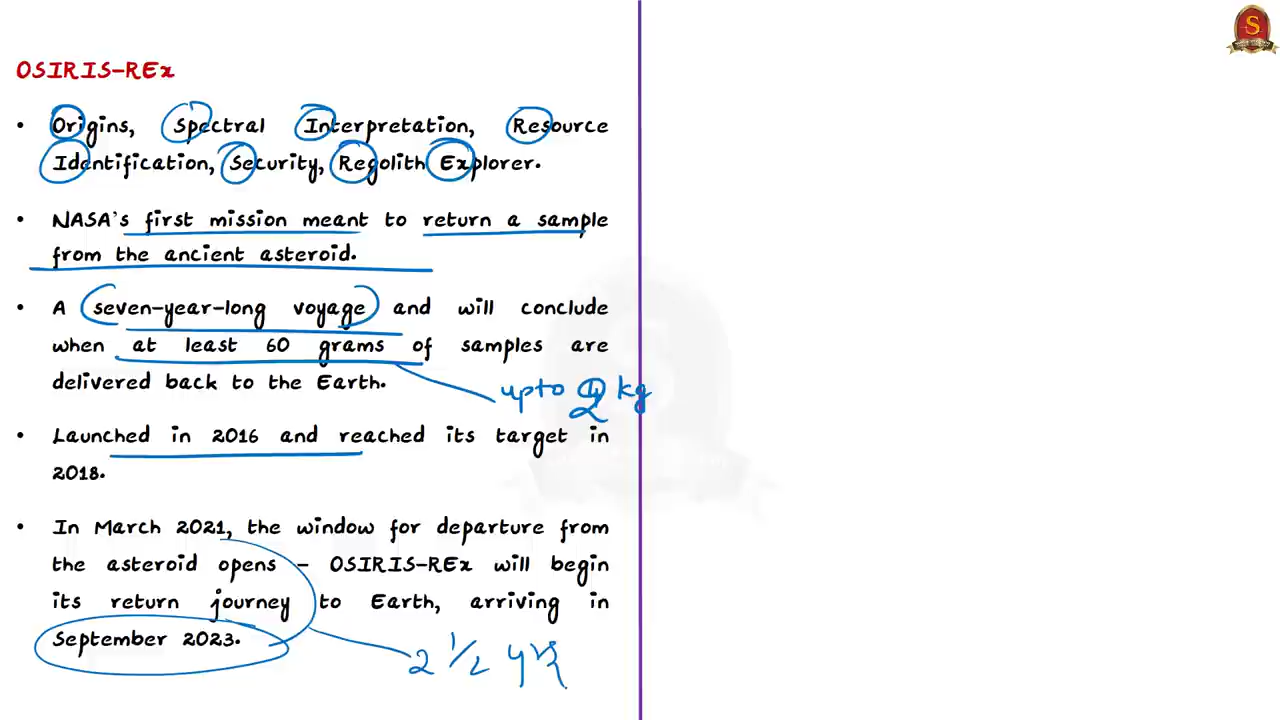 OSIRIS-REx
• Origins, Spectral Interpretation, Resource
Identification, Security, Regolith Explorer.
• NASA's first mission meant to return a sample
from the ancient asteroid.
• A seven-year-long voyage and will conclude
when at least 60 grams of samples are
delivered back to the Earth.
upto 2 kg
• Launched in 2016 and reached its target in
2018.
• In March 2021, the window for departure from
the asteroid opens – OSIRIS-REx will begin
its return journey to Earth, arriving in
September 2023.
2 1/2 yrs
S